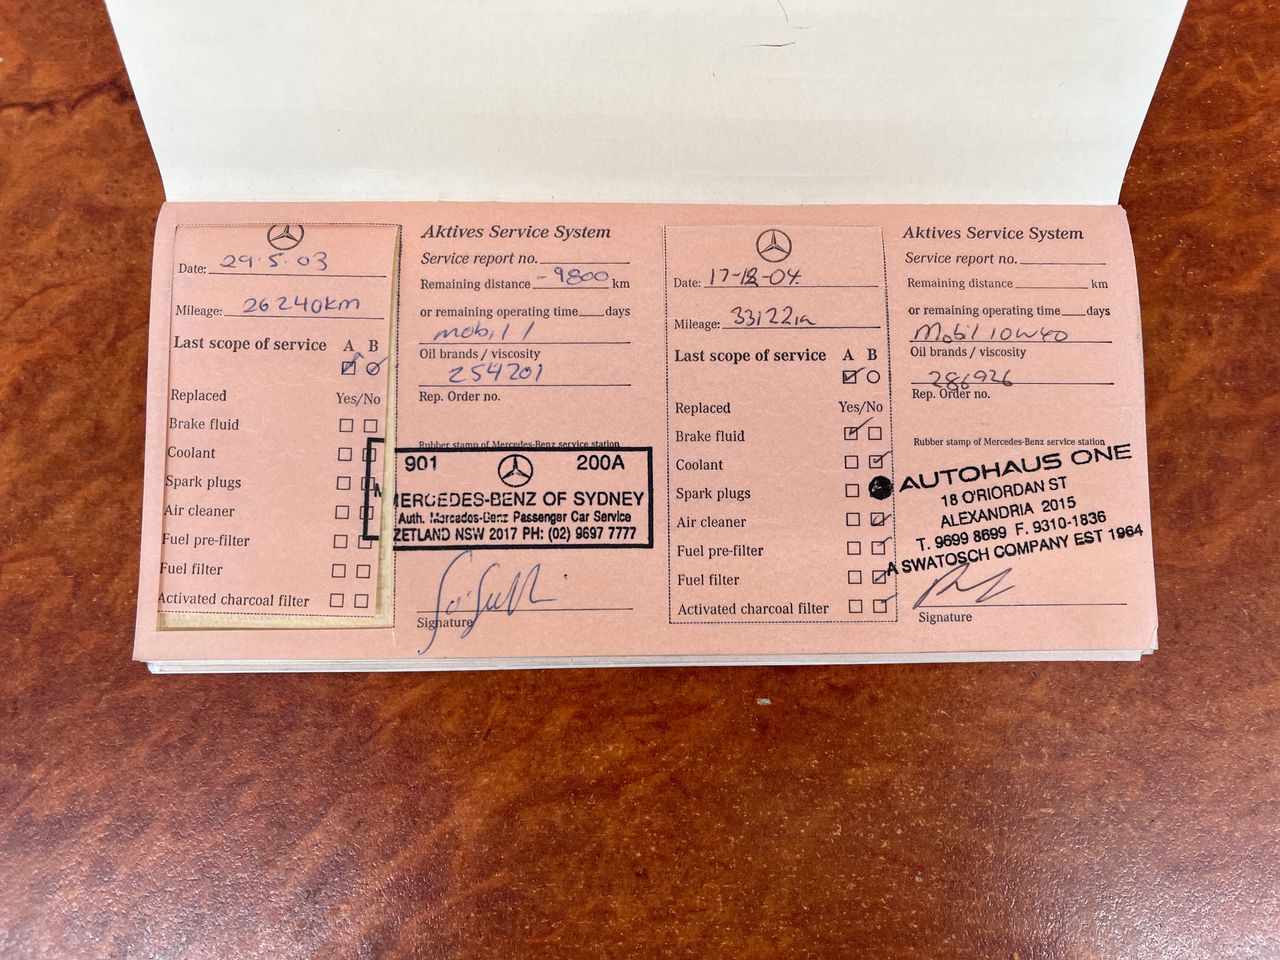 Date: 29.5.03
Mileage: 26240km
Last scope of service A B
Replaced Yes/No
Brake fluid
Coolant
Spark plugs
Air cleaner
Fuel pre-filter
Fuel filter
Activated charcoal filter
Aktives Service System
Service report no.
Remaining distance -9800 km
or remaining operating time days
mobil 1
Oil brands / viscosity
254201
Rep. Order no.
Rubber stamp of Mercedes-Benz service station
901 200A
MERCEDES-BENZ OF SYDNEY
Auth. Mercedes-Benz Passenger Car Service
ZETLAND NSW 2017 PH: (02) 9697 7777
Signature
Date: 17-12-04
Mileage: 33122
Last scope of service A B
Replaced Yes/No
Brake fluid
Coolant
Spark plugs
Air cleaner
Fuel pre-filter
Fuel filter
Activated charcoal filter
Aktives Service System
Service report no.
Remaining distance km
or remaining operating time days
Mobil 10W40
Oil brands / viscosity
286926
Rep. Order no.
Rubber stamp of Mercedes-Benz service station
AUTOHAUS ONE
18 O'RIORDAN ST
ALEXANDRIA 2015
T. 9699 8699 F. 9310-1836
A SWATOSCH COMPANY EST 1964
Signature